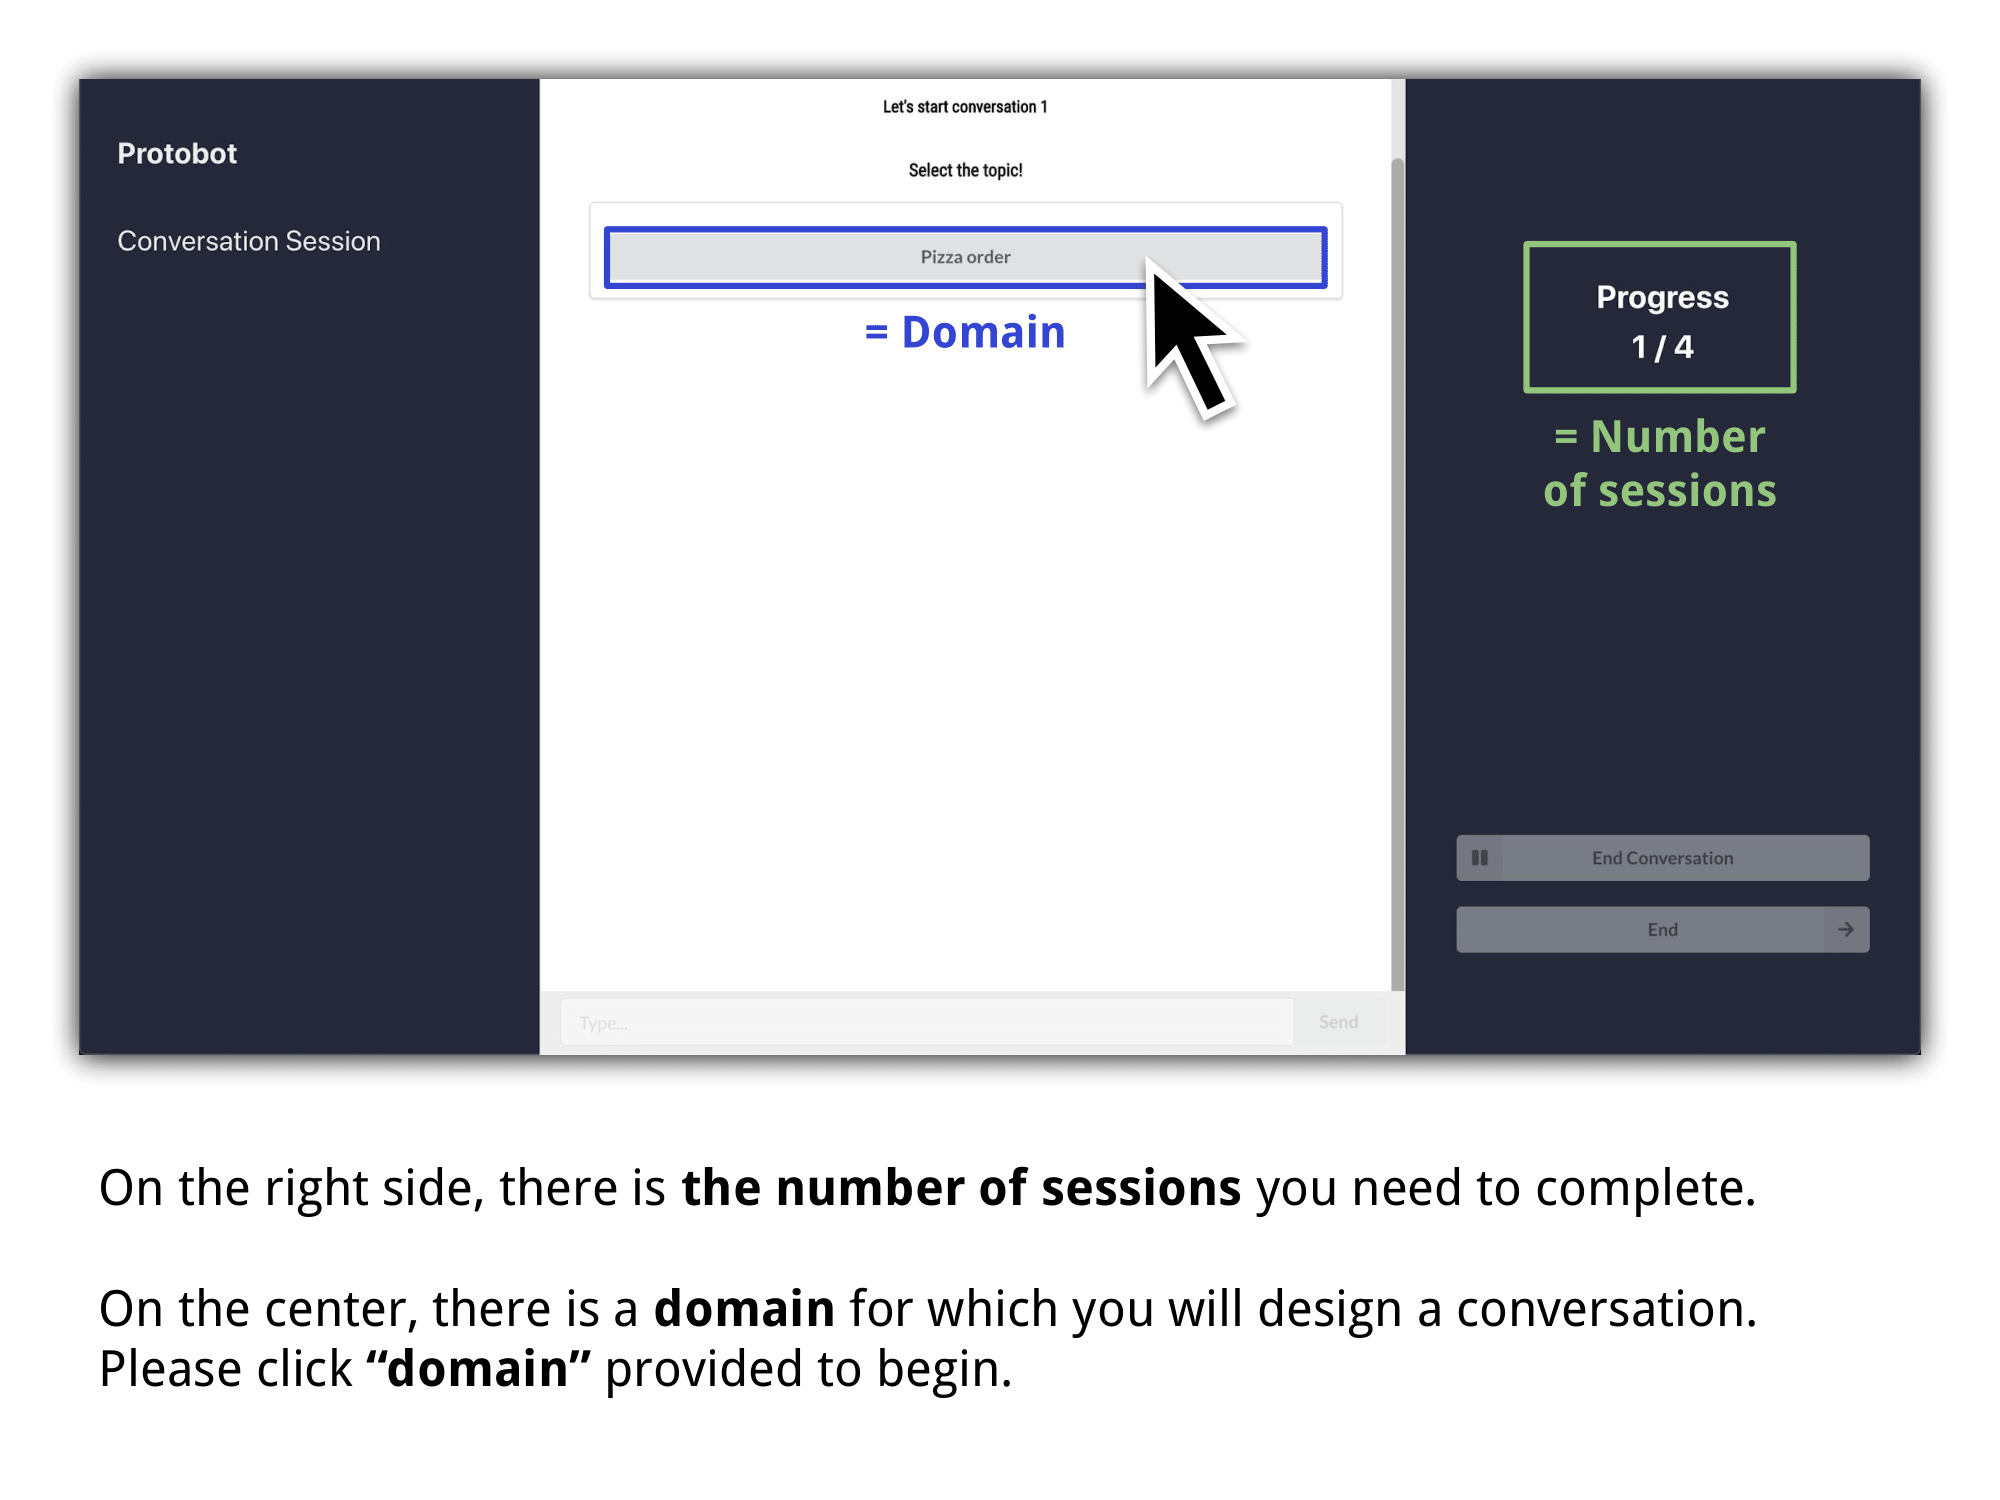 Protobot
Conversation Session
Let's start conversation 1
Select the topic!
Pizza order
= Domain
Progress
1 / 4
= Number
of sessions
End Conversation
End
Type...
Send
On the right side, there is the number of sessions you need to complete.
On the center, there is a domain for which you will design a conversation.
Please click “domain” provided to begin.